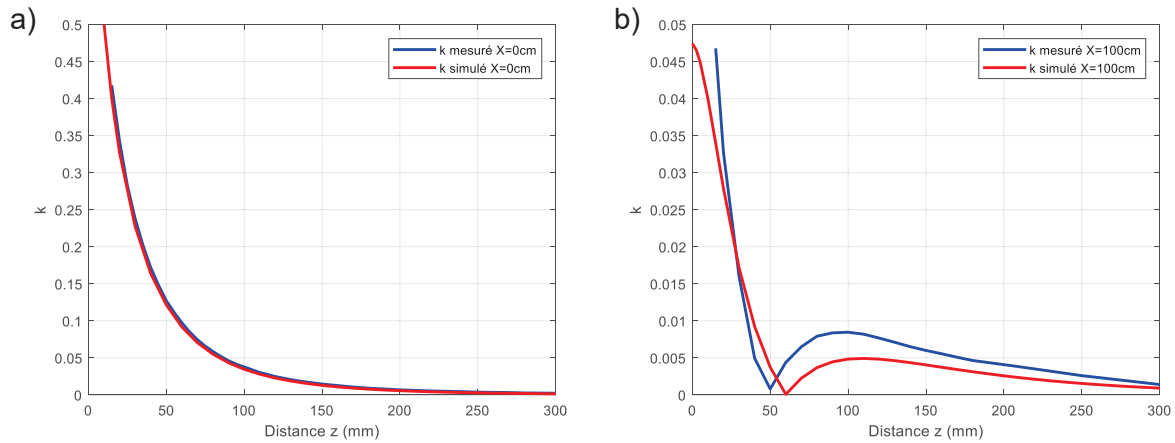 a)
k mesuré X=0cm
k simulé X=0cm
0.5
0.45
0.4
0.35
0.3
0.25
0.2
0.15
0.1
0.05
0
k
0 50 100 150 200 250 300
Distance z (mm)
b)
k mesuré X=100cm
k simulé X=100cm
0.05
0.045
0.04
0.035
0.03
0.025
0.02
0.015
0.01
0.005
0
k
0 50 100 150 200 250 300
Distance z (mm)